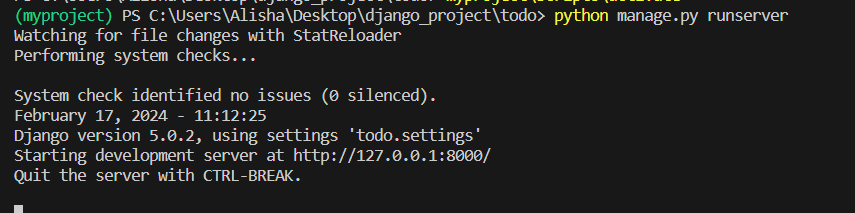 (myproject) PS C:\Users\Alisha\Desktop\django_project\todo> python manage.py runserver
Watching for file changes with StatReloader
Performing system checks...
System check identified no issues (0 silenced).
February 17, 2024 - 11:12:25
Django version 5.0.2, using settings 'todo.settings'
Starting development server at http://127.0.0.1:8000/
Quit the server with CTRL-BREAK.